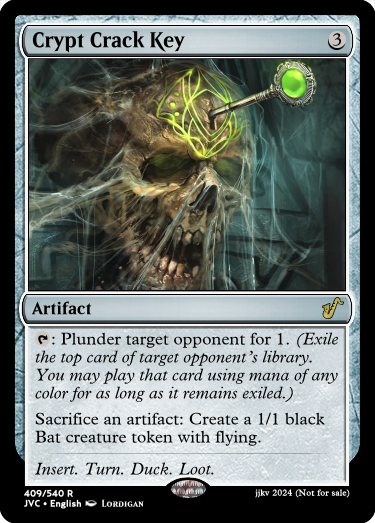 Crypt Crack Key 3
Artifact
: Plunder target opponent for 1. (Exile
the top card of target opponent's library.
You may play that card using mana of any
color for as long as it remains exiled.)
Sacrifice an artifact: Create a 1/1 black
Bat creature token with flying.
Insert. Turn. Duck. Loot.
409/540 R
JVC • English LORDIGAN
jjkv 2024 (Not for sale)